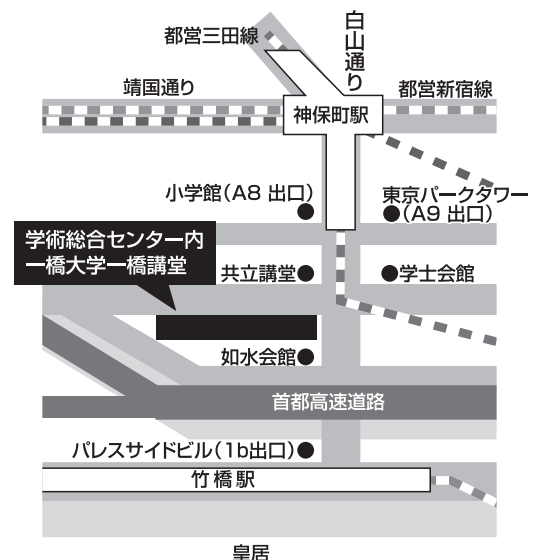 都営三田線
白山通り
靖国通り
都営新宿線
神保町駅
小学館(A8 出口)
東京パークタワー
(A9 出口)
学術総合センター内
一橋大学一橋講堂
共立講堂
学士会館
如水会館
首都高速道路
パレスサイドビル(1b出口)
竹橋駅
皇居